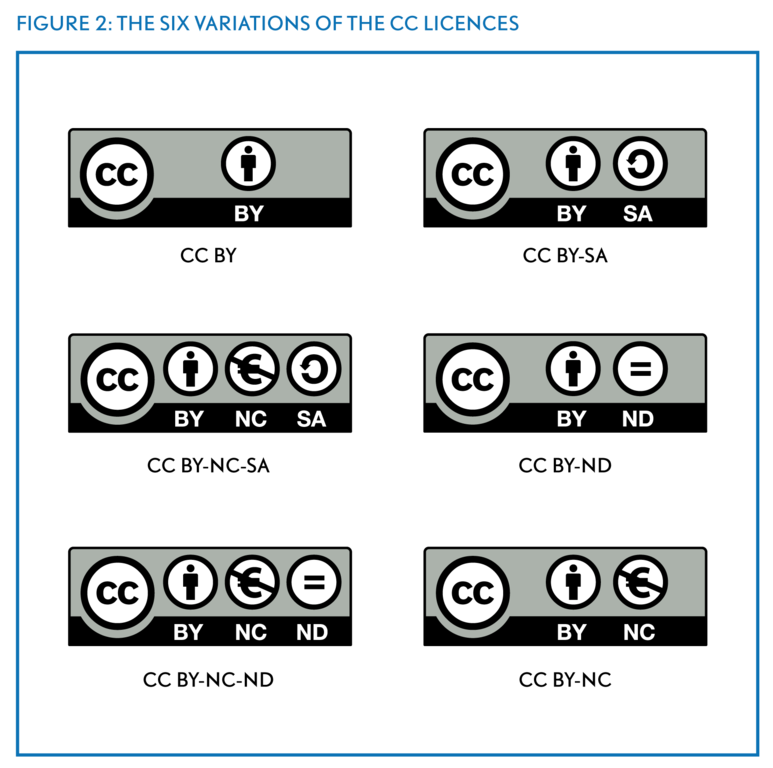 FIGURE 2: THE SIX VARIATIONS OF THE CC LICENCES
CC
BY
CC BY
CC
BY SA
CC BY-SA
CC
BY NC SA
CC BY-NC-SA
CC
BY ND
CC BY-ND
CC
BY NC ND
CC BY-NC-ND
CC
BY NC
CC BY-NC